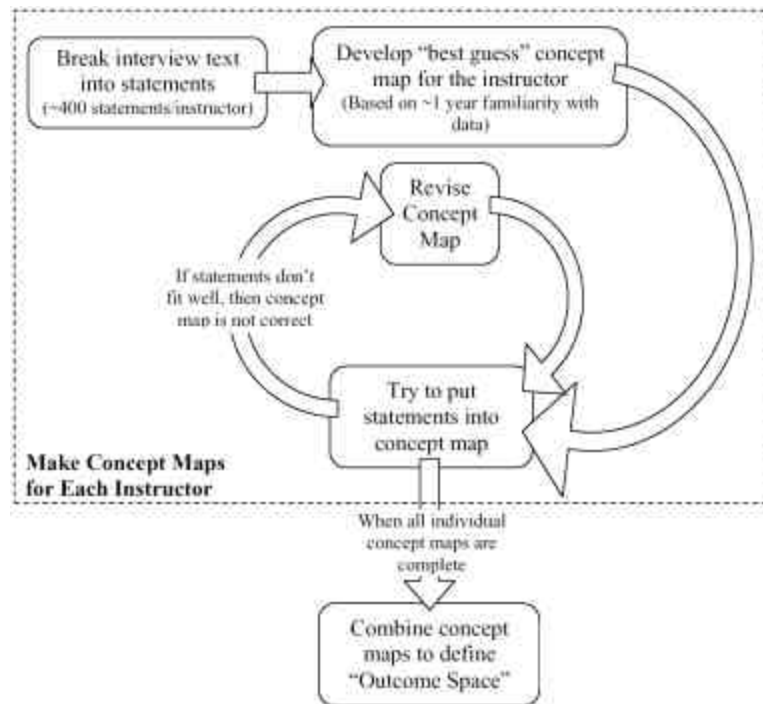 Break interview text
into statements
(~400 statements/instructor)
Develop “best guess” concept
map for the instructor
(Based on ~1 year familiarity with
data)
Revise
Concept
Map
If statements don’t
fit well, then concept
map is not correct
Try to put
statements into
concept map
Make Concept Maps
for Each Instructor
When all individual
concept maps are
complete
Combine concept
maps to define
“Outcome Space”